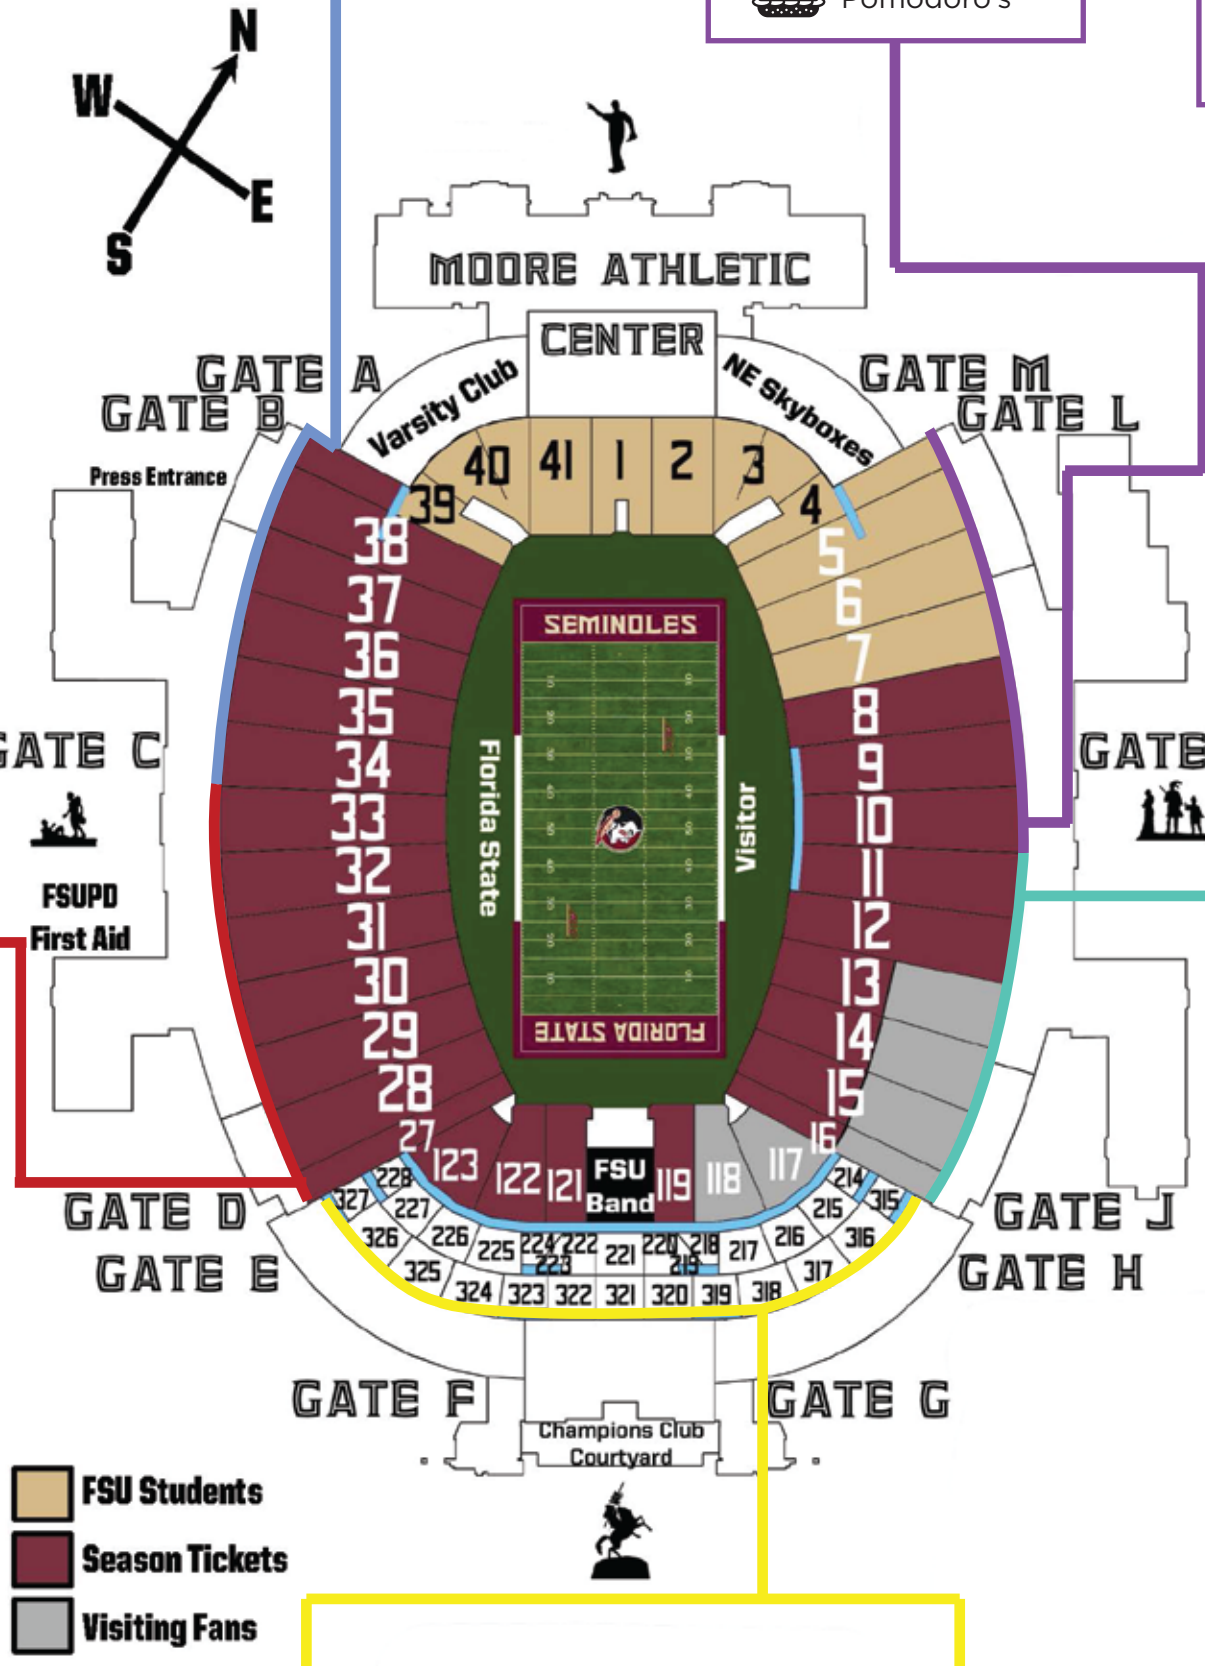 Pomodoro's
N
W
E
S
MOORE ATHLETIC
CENTER
GATE A
GATE B
Varsity Club
NE Skyboxes
GATE M
GATE L
Press Entrance
40
41
1
2
3
39
4
38
5
37
6
36
7
35
8
34
9
33
10
32
11
31
12
30
13
29
14
28
15
27
16
SEMINOLES
Florida State
Visitor
FLORIDA STATE
GATE C
GATE
FSUPD
First Aid
123
122
121
FSU
Band
119
118
117
228
214
327
227
215
315
326
226
225
224
222
221
220
218
217
216
316
223
219
325
317
324
323
322
321
320
319
318
GATE D
GATE J
GATE E
GATE H
GATE F
GATE G
Champions Club
Courtyard
FSU Students
Season Tickets
Visiting Fans